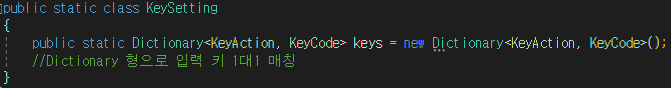 public static class KeySetting
{
public static Dictionary<KeyAction, KeyCode> keys = new Dictionary<KeyAction, KeyCode>();
//Dictionary 형으로 입력 키 1대1 매칭
}